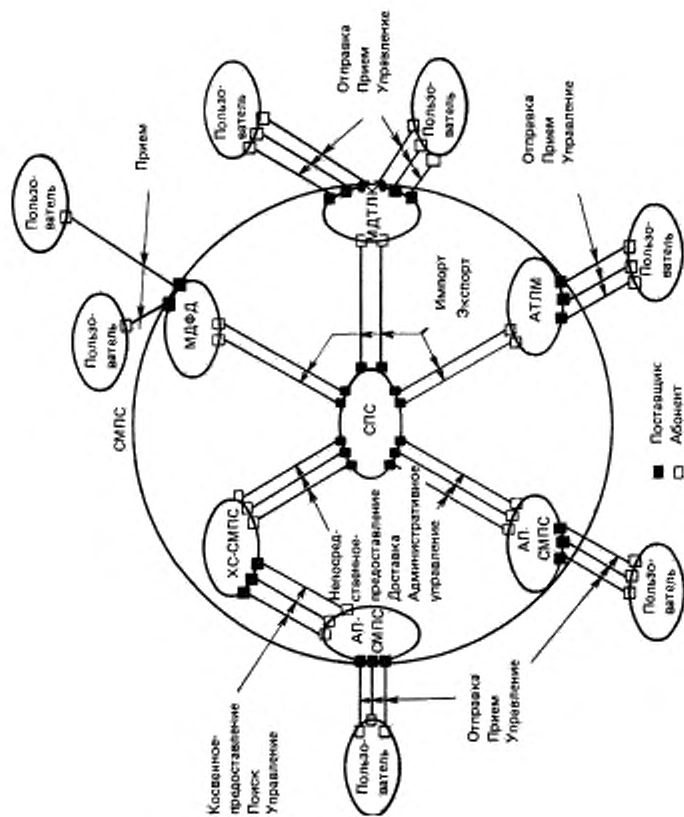 Пользо-
ватель
Пользо-
ватель
СМПС
Прием
МДФД
Косвенное-
предоставление
Поиск
Управление
ХС-СМПС
Пользо-
ватель
Непосред-
ственное-
предоставление
Доставка
Административное
управление
АП-
СМПС
СПС
МДТЛК
Отправка
Прием
Управление
Пользо-
ватель
Пользо-
ватель
Импорт
Экспорт
Отправка
Прием
Управление
АП-
СМПС
АТЛМ
Отправка
Прием
Управление
Пользо-
ватель
Пользо-
ватель
Поставщик
Абонент